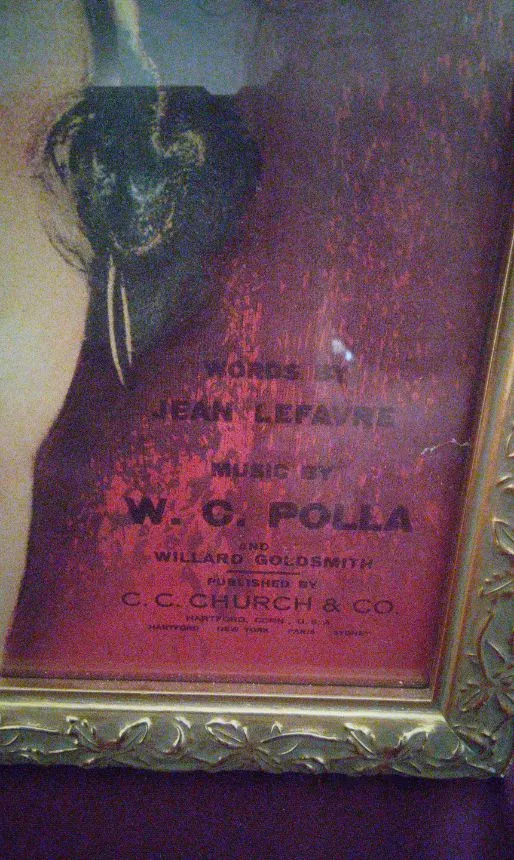 WORDS BY
JEAN LEFAVRE
MUSIC BY
W. C. POLLA
AND
WILLARD GOLDSMITH
PUBLISHED BY
C. C. CHURCH & CO.
HARTFORD, CONN., U.S.A.
HARTFORD NEW YORK PARIS SYDNEY